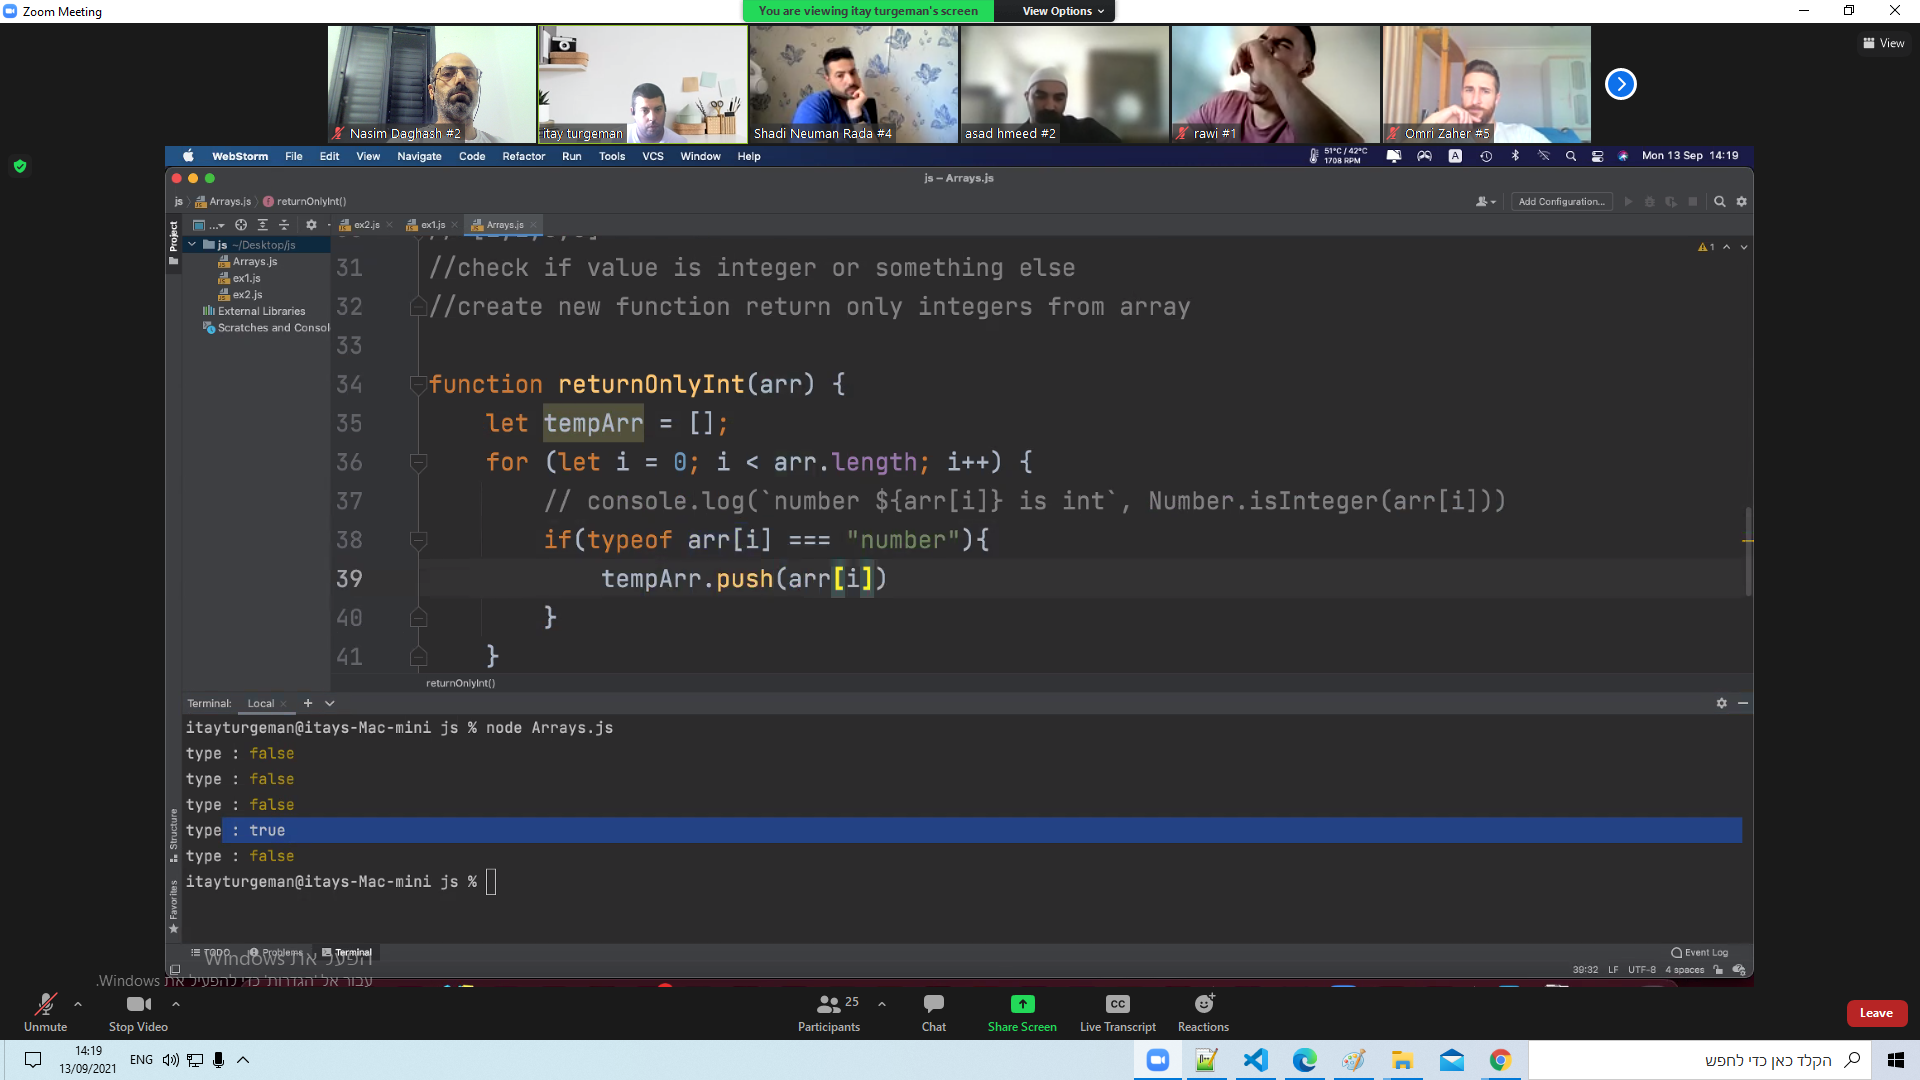 Zoom Meeting
You are viewing itay turgeman's screen
View Options
View
Nasim Daghash #2
itay turgeman
Shadi Neuman Rada #4
asad hmeed #2
rawi #1
Omri Zaher #5
WebStorm File Edit View Navigate Code Refactor Run Tools VCS Window Help
51°C / 42°C
1708 RPM
A
Mon 13 Sep 14:19
js – Arrays.js
js Arrays.js returnOnlyInt()
Add Configuration...
Project
ex2.js ex1.js Arrays.js
js ~/Desktop/js
Arrays.js
ex1.js
ex2.js
External Libraries
Scratches and Consol
1
31 //check if value is integer or something else
32 //create new function return only integers from array
33
34 function returnOnlyInt(arr) {
35 let tempArr = [];
36 for (let i = 0; i < arr.length; i++) {
37 // console.log(`number ${arr[i]} is int`, Number.isInteger(arr[i]))
38 if(typeof arr[i] === "number"){
39 tempArr.push(arr[i])
40 }
41 }
returnOnlyInt()
Terminal: Local
itayturgeman@itays-Mac-mini js % node Arrays.js
type : false
type : false
type : false
type : true
type : false
itayturgeman@itays-Mac-mini js %
Structure
Favorites
TODO Problems Terminal
Event Log
39:32 LF UTF-8 4 spaces
הפעל את Windows
עבור אל 'הגדרות' כדי להפעיל את Windows.
Unmute
Stop Video
Participants
25
Chat
Share Screen
CC
Live Transcript
Reactions
Leave
14:19
13/09/2021
ENG
הקלד כאן כדי לחפש